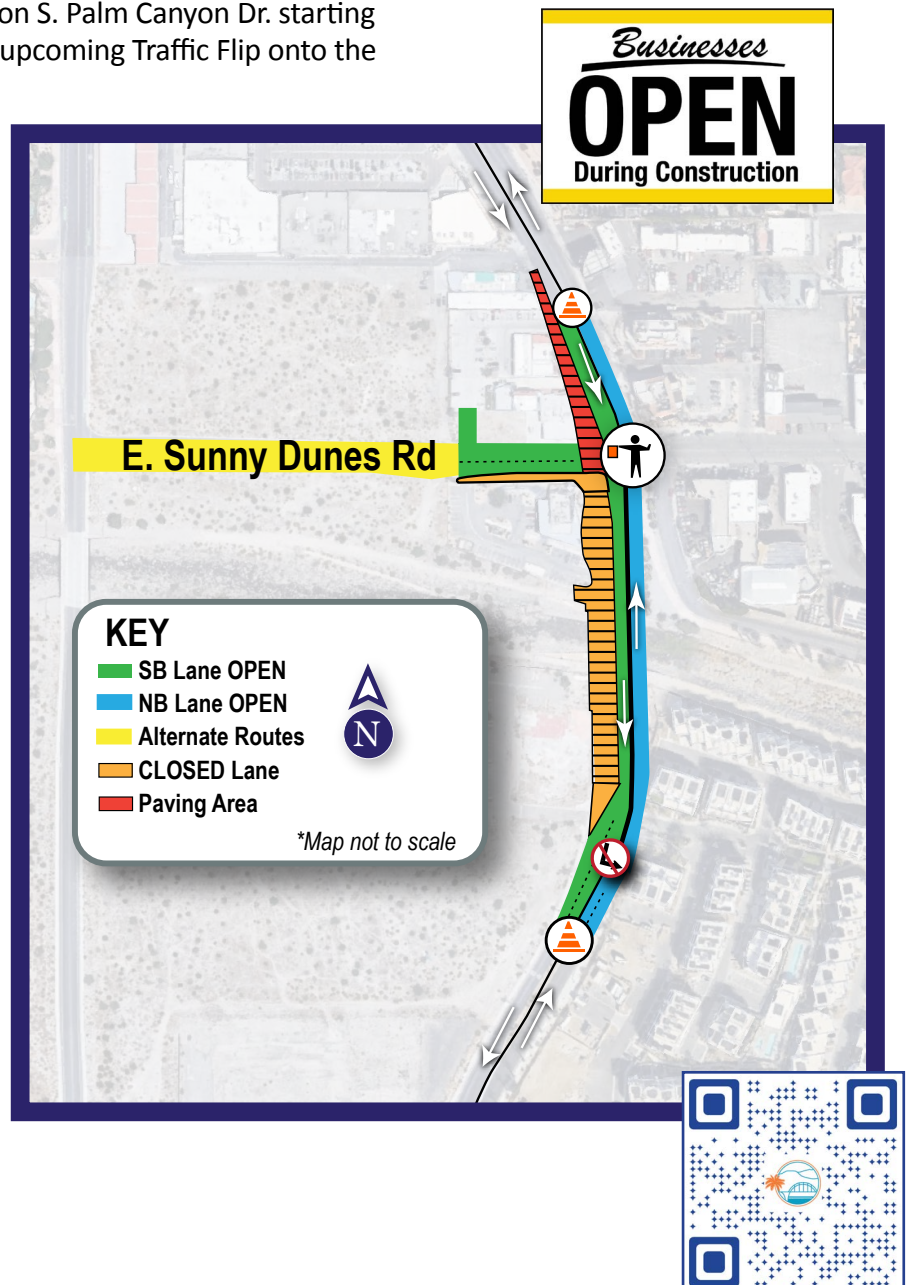 on S. Palm Canyon Dr. starting
upcoming Traffic Flip onto the
Businesses
OPEN
During Construction
E. Sunny Dunes Rd
KEY
SB Lane OPEN
NB Lane OPEN
Alternate Routes
CLOSED Lane
Paving Area
N
*Map not to scale